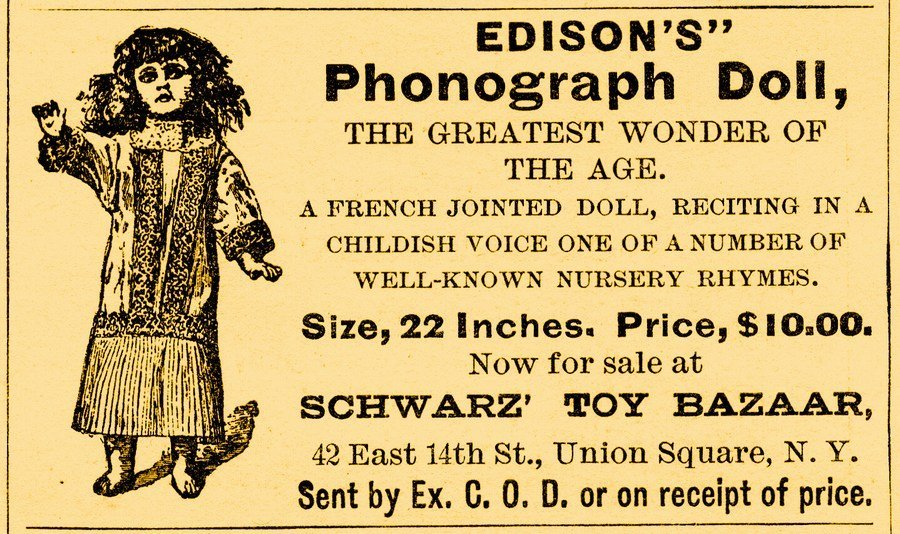 EDISON'S"
Phonograph Doll,
THE GREATEST WONDER OF
THE AGE.
A FRENCH JOINTED DOLL, RECITING IN A
CHILDISH VOICE ONE OF A NUMBER OF
WELL-KNOWN NURSERY RHYMES.
Size, 22 Inches. Price, $10.00.
Now for sale at
SCHWARZ' TOY BAZAAR,
42 East 14th St., Union Square, N. Y.
Sent by Ex. C. O. D. or on receipt of price.